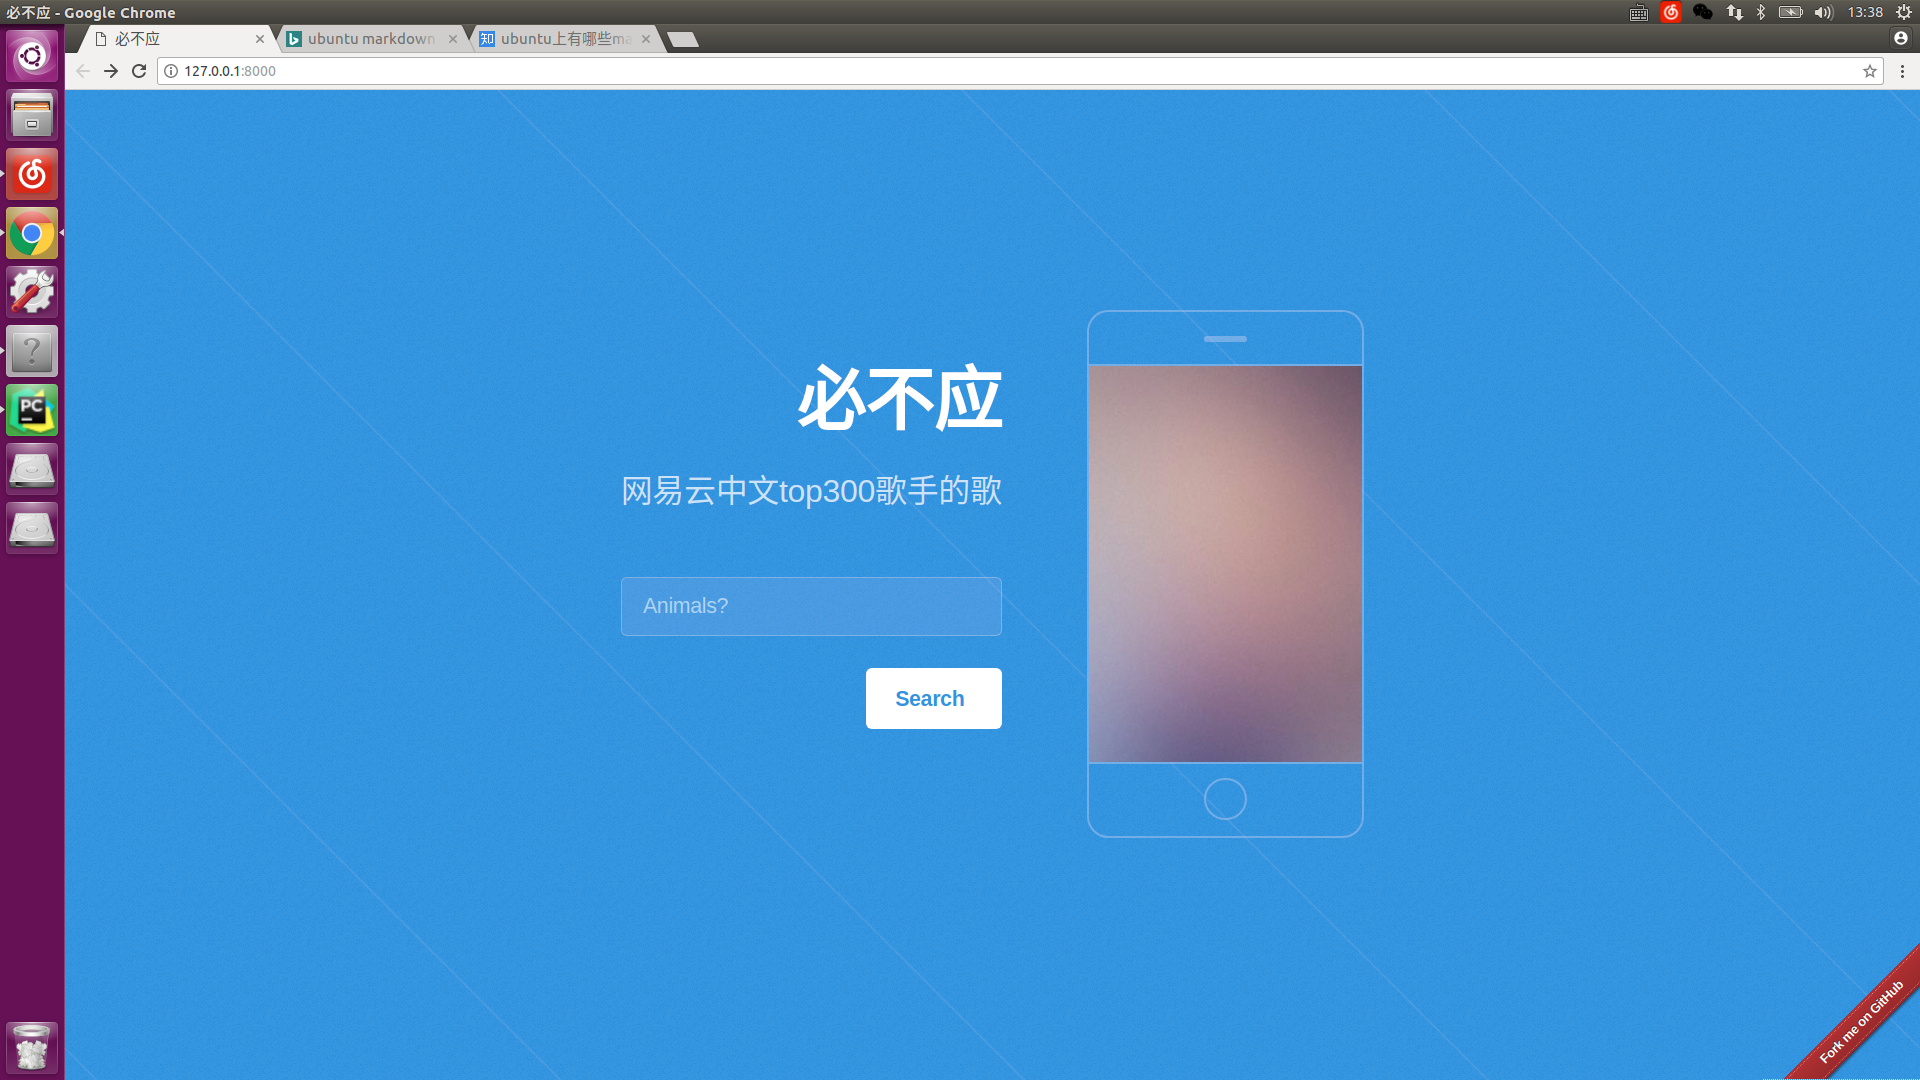 必不应 - Google Chrome
13:38
必不应
ubuntu markdown
ubuntu上有哪些ma
127.0.0.1:8000
必不应
网易云中文top300歌手的歌
Animals?
Search
PC
Fork me on GitHub